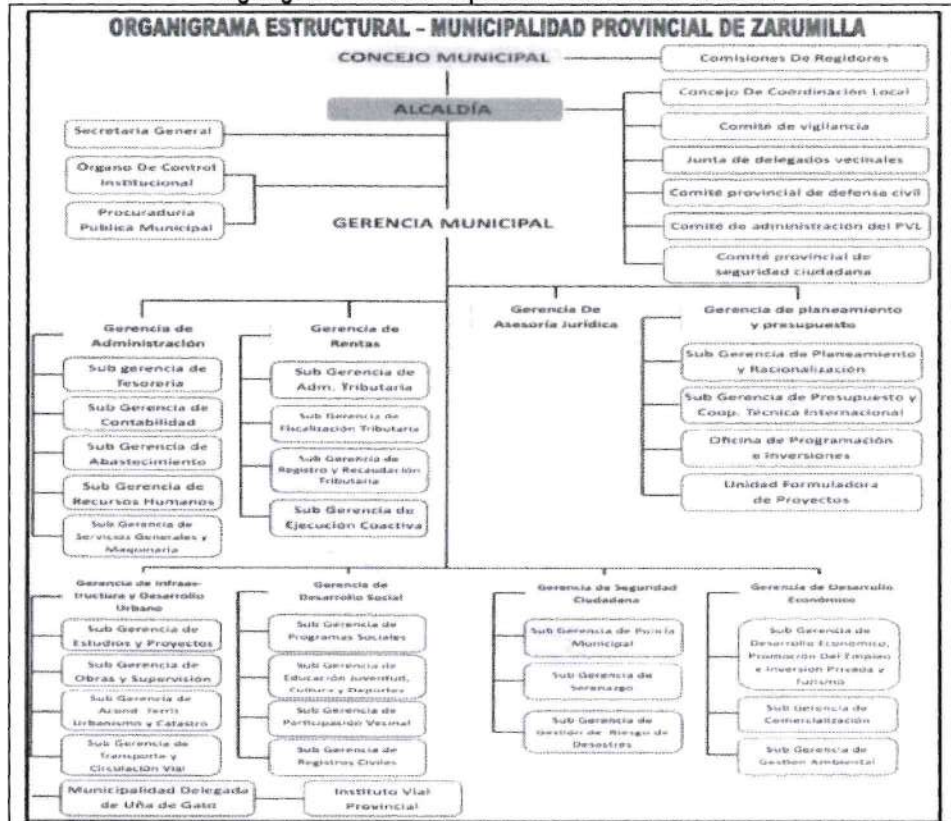 ORGANIGRAMA ESTRUCTURAL – MUNICIPALIDAD PROVINCIAL DE ZARUMILLA
CONCEJO MUNICIPAL
Comisiones De Regidores
ALCALDÍA
Concejo De Coordinación Local
Comité de vigilancia
Junta de delegados vecinales
Comité provincial de defensa civil
Comité de administración del PVL
Comité provincial de
seguridad ciudadana
Secretaria General
Órgano De Control
Institucional
Procuraduría
Publica Municipal
GERENCIA MUNICIPAL
Gerencia de
Administración
Sub gerencia de
Tesorería
Sub Gerencia de
Contabilidad
Sub Gerencia de
Abastecimiento
Sub Gerencia de
Recursos Humanos
Sub Gerencia de
Servicios Generales y
Maquinaria
Gerencia de
Rentas
Sub Gerencia de
Adm. Tributaria
Sub Gerencia de
Fiscalización Tributaria
Sub Gerencia de
Registro y Recaudación
Tributaria
Sub Gerencia de
Ejecución Coactiva
Gerencia De
Asesoría Jurídica
Gerencia de planeamiento
y presupuesto
Sub Gerencia de Planeamiento
y Racionalización
Sub Gerencia de Presupuesto y
Coop. Técnica Internacional
Oficina de Programación
e Inversiones
Unidad Formuladora
de Proyectos
Gerencia de Infraes-
tructura y Desarrollo
Urbano
Sub Gerencia de
Estudios y Proyectos
Sub Gerencia de
Obras y Supervisión
Sub Gerencia de
Acond. Territ.
Urbanismo y Catastro
Sub Gerencia de
Transporte y
Circulación Vial
Municipalidad Delegada
de Uña de Gato
Instituto Vial
Provincial
Gerencia de
Desarrollo Social
Sub Gerencia de
Programas Sociales
Sub Gerencia de
Educación Juventud,
Cultura y Deportes
Sub Gerencia de
Participación Vecinal
Sub Gerencia de
Registros Civiles
Gerencia de Seguridad
Ciudadana
Sub Gerencia de Policía
Municipal
Sub Gerencia de
Serenazgo
Sub Gerencia de
Gestión de Riesgo de
Desastres
Gerencia de Desarrollo
Económico
Sub Gerencia de
Desarrollo Económico,
Promoción Del Empleo
e Inversión Privada y
Turismo
Sub Gerencia de
Comercialización
Sub Gerencia de
Gestión Ambiental